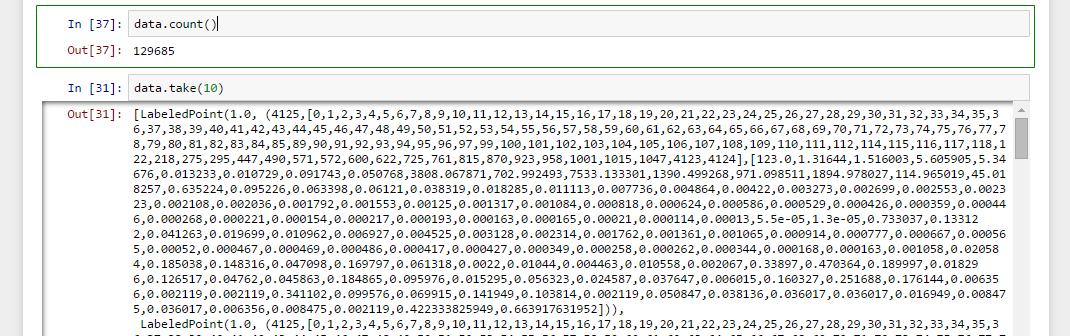 In [37]: data.count()
Out[37]: 129685
In [31]: data.take(10)
Out[31]: [LabeledPoint(1.0, (4125,[0,1,2,3,4,5,6,7,8,9,10,11,12,13,14,15,16,17,18,19,20,21,22,23,24,25,26,27,28,29,30,31,32,33,34,35,3
6,37,38,39,40,41,42,43,44,45,46,47,48,49,50,51,52,53,54,55,56,57,58,59,60,61,62,63,64,65,66,67,68,69,70,71,72,73,74,75,76,77,7
8,79,80,81,82,83,84,85,89,90,91,92,93,94,95,96,97,99,100,101,102,103,104,105,106,107,108,109,110,111,112,114,115,116,117,118,1
22,218,275,295,447,490,571,572,600,622,725,761,815,870,923,958,1001,1015,1047,4123,4124],[123.0,1.31644,1.516003,5.605905,5.34
676,0.013233,0.010729,0.091743,0.050768,3808.067871,702.992493,7533.133301,1390.499268,971.098511,1894.978027,114.965019,45.01
8257,0.635224,0.095226,0.063398,0.06121,0.038319,0.018285,0.011113,0.007736,0.004864,0.00422,0.003273,0.002699,0.002553,0.0023
23,0.002108,0.002036,0.001792,0.001553,0.00125,0.001317,0.001084,0.000818,0.000624,0.000586,0.000529,0.000426,0.000359,0.00044
6,0.000268,0.000221,0.000154,0.000217,0.000193,0.000163,0.000165,0.00021,0.000114,0.00013,5.5e-05,1.3e-05,0.733037,0.13312
2,0.041263,0.019699,0.010962,0.006927,0.004525,0.003128,0.002314,0.001762,0.001361,0.001065,0.000914,0.000777,0.000667,0.00056
5,0.00052,0.000467,0.000469,0.000486,0.000417,0.000427,0.000349,0.000258,0.000262,0.000344,0.000168,0.000163,0.001058,0.02058
4,0.185038,0.148316,0.047098,0.169797,0.061318,0.0022,0.01044,0.004463,0.010558,0.002067,0.33897,0.470364,0.189997,0.01829
6,0.126517,0.04762,0.045863,0.184865,0.095976,0.015295,0.056323,0.024587,0.037647,0.006015,0.160327,0.251688,0.176144,0.00635
6,0.002119,0.002119,0.341102,0.099576,0.069915,0.141949,0.103814,0.002119,0.050847,0.038136,0.036017,0.036017,0.016949,0.00847
5,0.036017,0.006356,0.008475,0.002119,0.422333825949,0.663917631952])),
LabeledPoint(1.0, (4125,[0,1,2,3,4,5,6,7,8,9,10,11,12,13,14,15,16,17,18,19,20,21,22,23,24,25,26,27,28,29,30,31,32,33,34,35,3